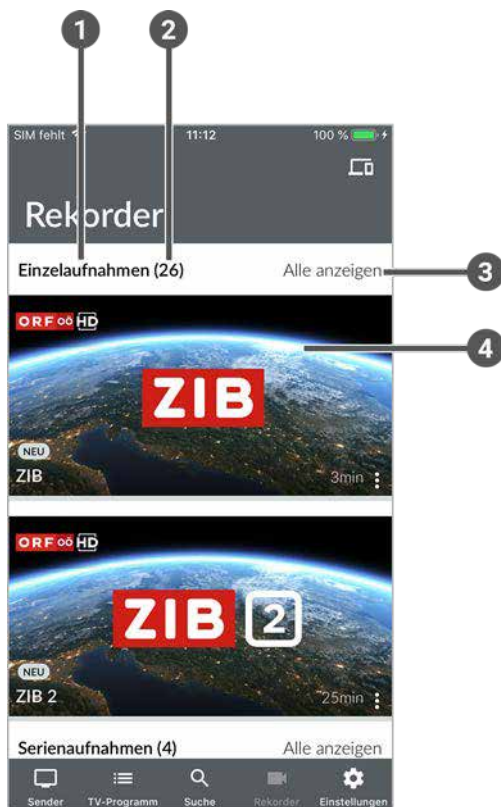 1 2
SIM fehlt 11:12 100 %
Rekorder
Einzelaufnahmen (26) Alle anzeigen 3
4
ORF oö HD
ZIB
NEU
ZIB 3min
ORF oö HD
ZIB 2
NEU
ZIB 2 25min
Serienaufnahmen (4) Alle anzeigen
Sender TV-Programm Suche Rekorder Einstellungen